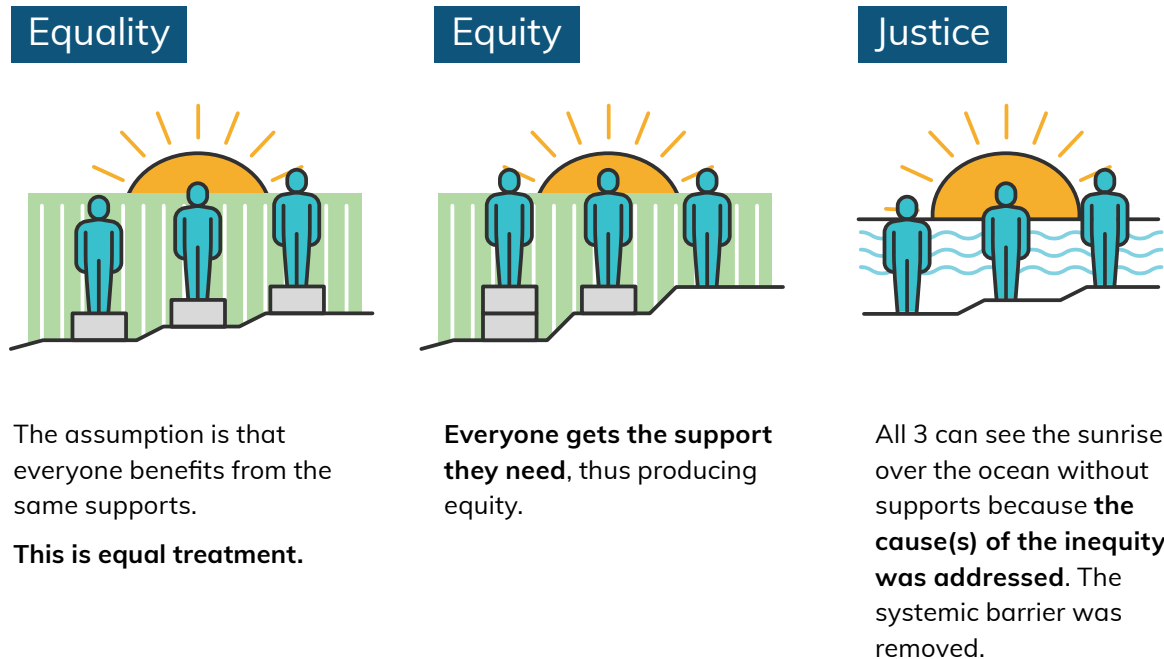 Equality
Equity
Justice
The assumption is that
everyone benefits from the
same supports.
This is equal treatment.
Everyone gets the support
they need, thus producing
equity.
All 3 can see the sunrise
over the ocean without
supports because the
cause(s) of the inequity
was addressed. The
systemic barrier was
removed.